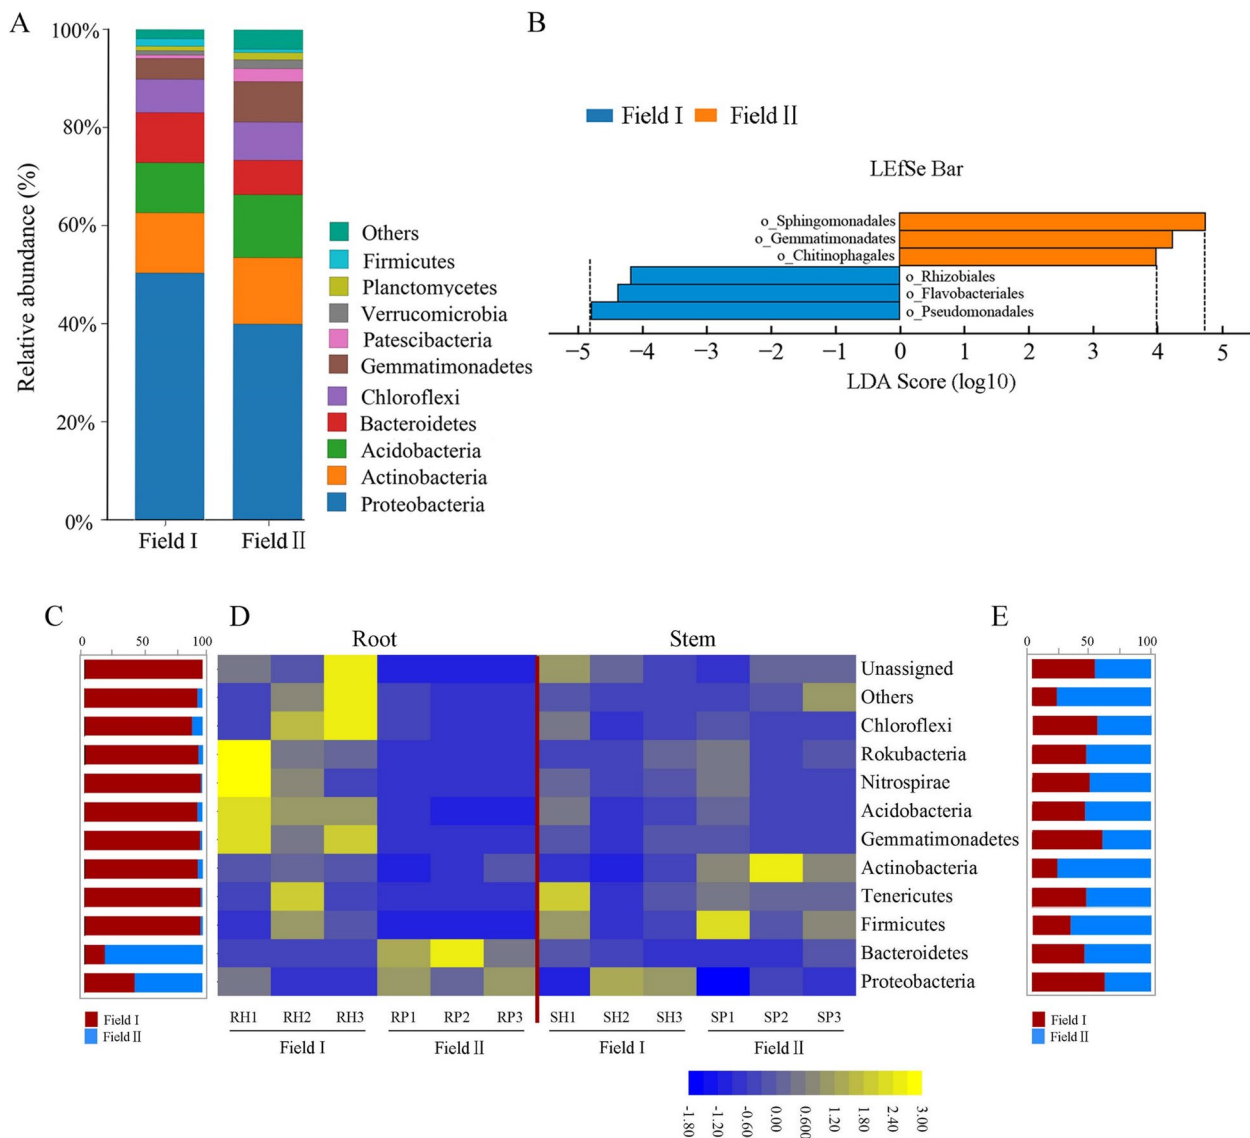 A
100%
80%
60%
40%
20%
0%
Relative abundance (%)
Field I
Field II
Others
Firmicutes
Planctomycetes
Verrucomicrobia
Patescibacteria
Gemmatimonadetes
Chloroflexi
Bacteroidetes
Acidobacteria
Actinobacteria
Proteobacteria
B
Field I Field II
LEfSe Bar
o_Sphingomonadales
o_Gemmatimonadates
o_Chitinophagales
o_Rhizobiales
o_Flavobacteriales
o_Pseudomonadales
−5 −4 −3 −2 −1 0 1 2 3 4 5
LDA Score (log10)
C
0 50 100
Field I
Field II
D
Root Stem
Unassigned
Others
Chloroflexi
Rokubacteria
Nitrospirae
Acidobacteria
Gemmatimonadetes
Actinobacteria
Tenericutes
Firmicutes
Bacteroidetes
Proteobacteria
RH1 RH2 RH3 RP1 RP2 RP3 SH1 SH2 SH3 SP1 SP2 SP3
Field I Field II Field I Field II
-1.80 -1.20 -0.60 0.00 0.600 1.20 1.80 2.40 3.00
E
0 50 100
Field I
Field II